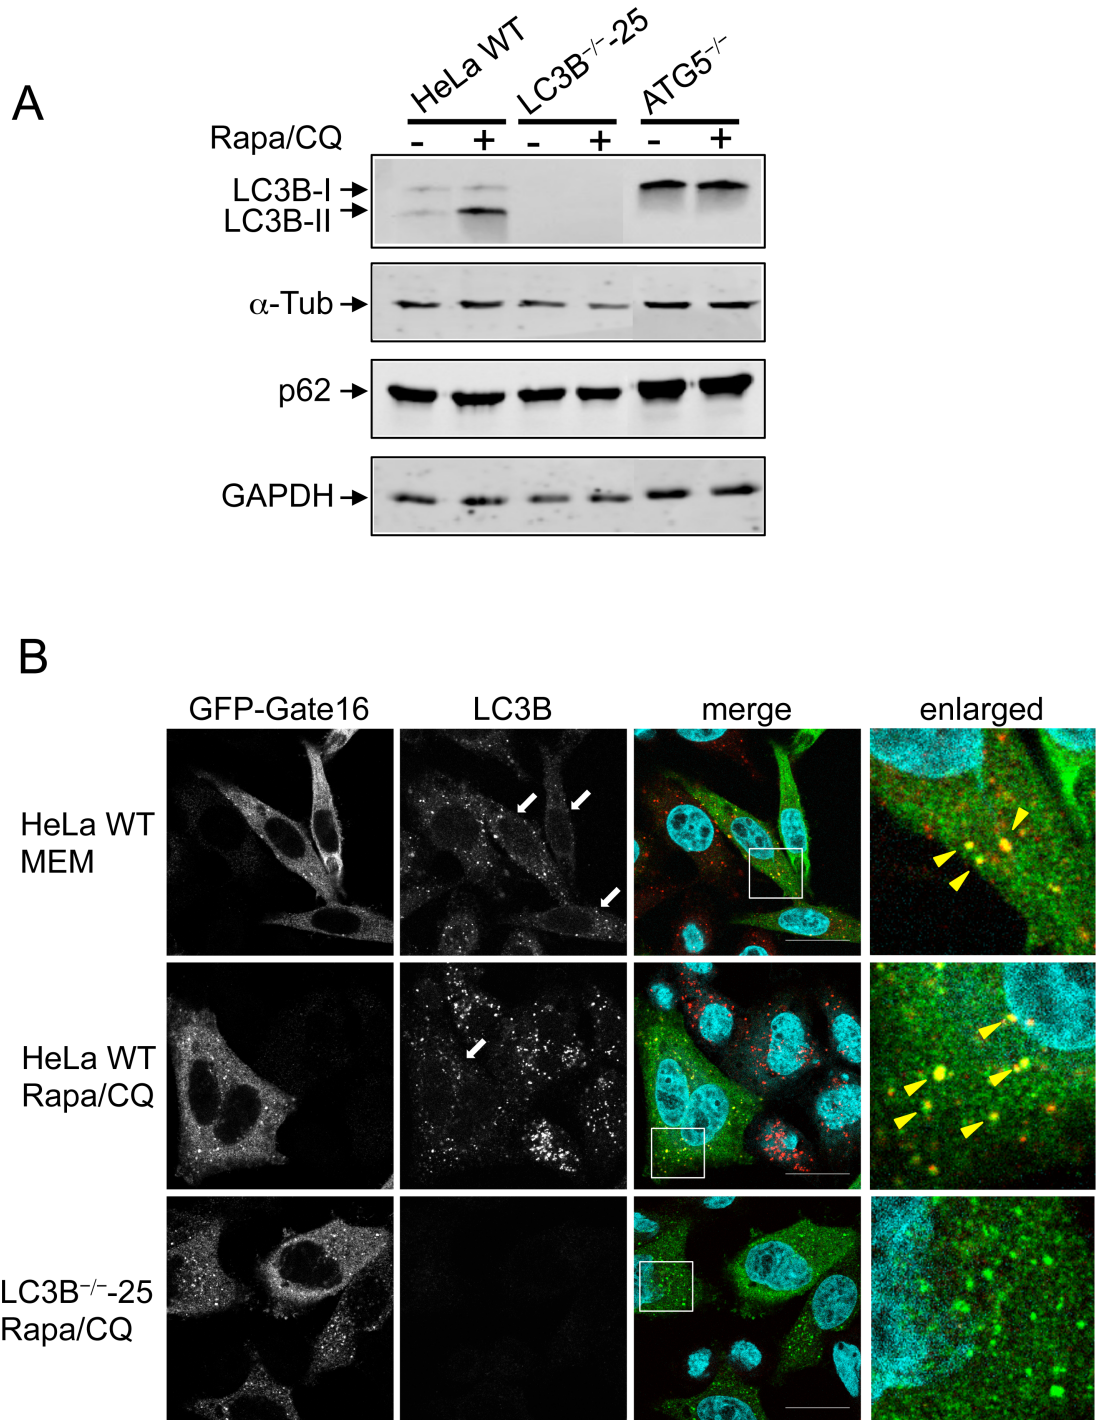 A
HeLa WT
LC3B⁻/⁻-25
ATG5⁻/⁻
Rapa/CQ
- + - + - +
LC3B-I
LC3B-II
α-Tub
p62
GAPDH
B
GFP-Gate16 LC3B merge enlarged
HeLa WT
MEM
HeLa WT
Rapa/CQ
LC3B⁻/⁻-25
Rapa/CQ